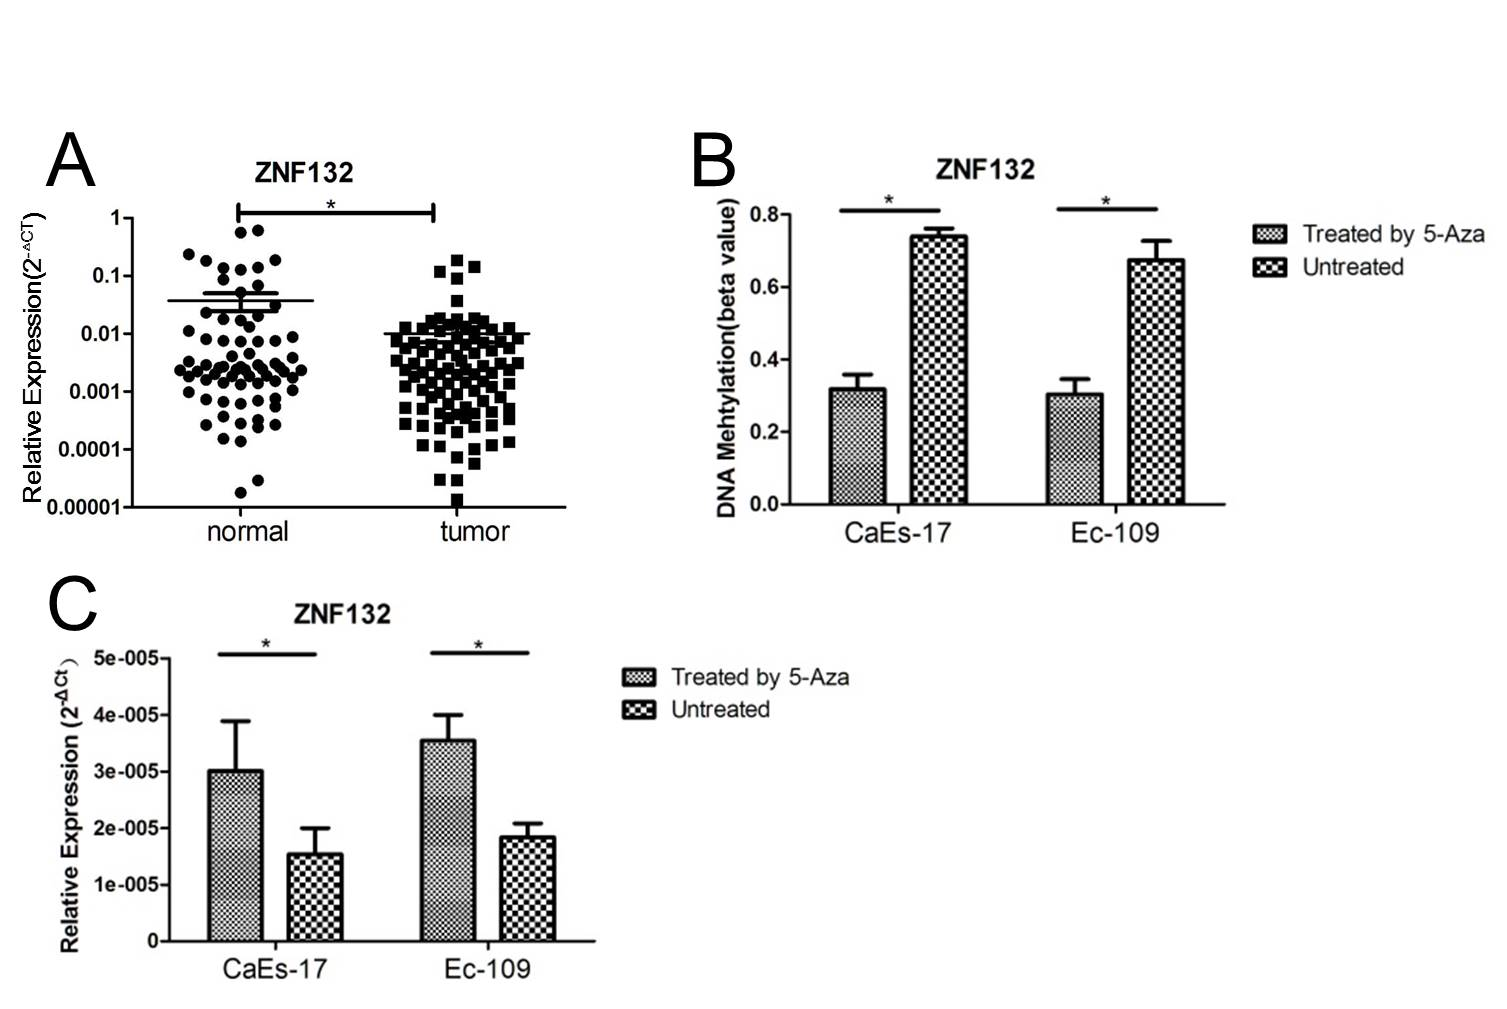 A
ZNF132
*
Relative Expression(2-ΔCT)
1
0.1
0.01
0.001
0.0001
0.00001
normal
tumor
B
ZNF132
*
*
DNA Mehtylation(beta value)
0.8
0.6
0.4
0.2
0.0
CaEs-17
Ec-109
Treated by 5-Aza
Untreated
C
ZNF132
*
*
Relative Expression (2-ΔCt)
5e-005
4e-005
3e-005
2e-005
1e-005
0
CaEs-17
Ec-109
Treated by 5-Aza
Untreated